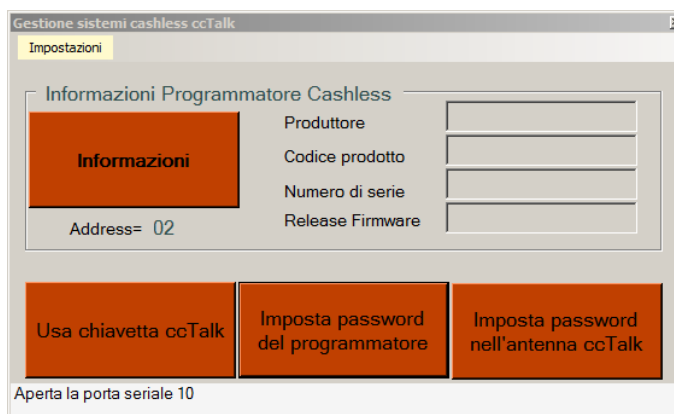 Gestione sistemi cashless ccTalk
Impostazioni
Informazioni Programmatore Cashless
Informazioni
Produttore
Codice prodotto
Numero di serie
Release Firmware
Address= 02
Usa chiavetta ccTalk
Imposta password
del programmatore
Imposta password
nell'antenna ccTalk
Aperta la porta seriale 10